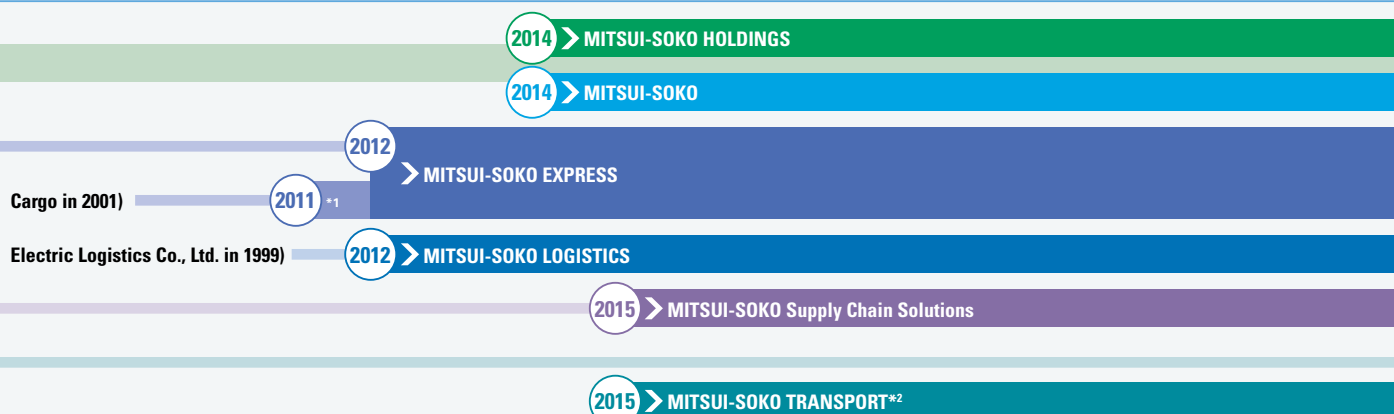 2014 MITSUI-SOKO HOLDINGS
2014 MITSUI-SOKO
2012
MITSUI-SOKO EXPRESS
Cargo in 2001) 2011 *1
Electric Logistics Co., Ltd. in 1999) 2012 MITSUI-SOKO LOGISTICS
2015 MITSUI-SOKO Supply Chain Solutions
2015 MITSUI-SOKO TRANSPORT*2